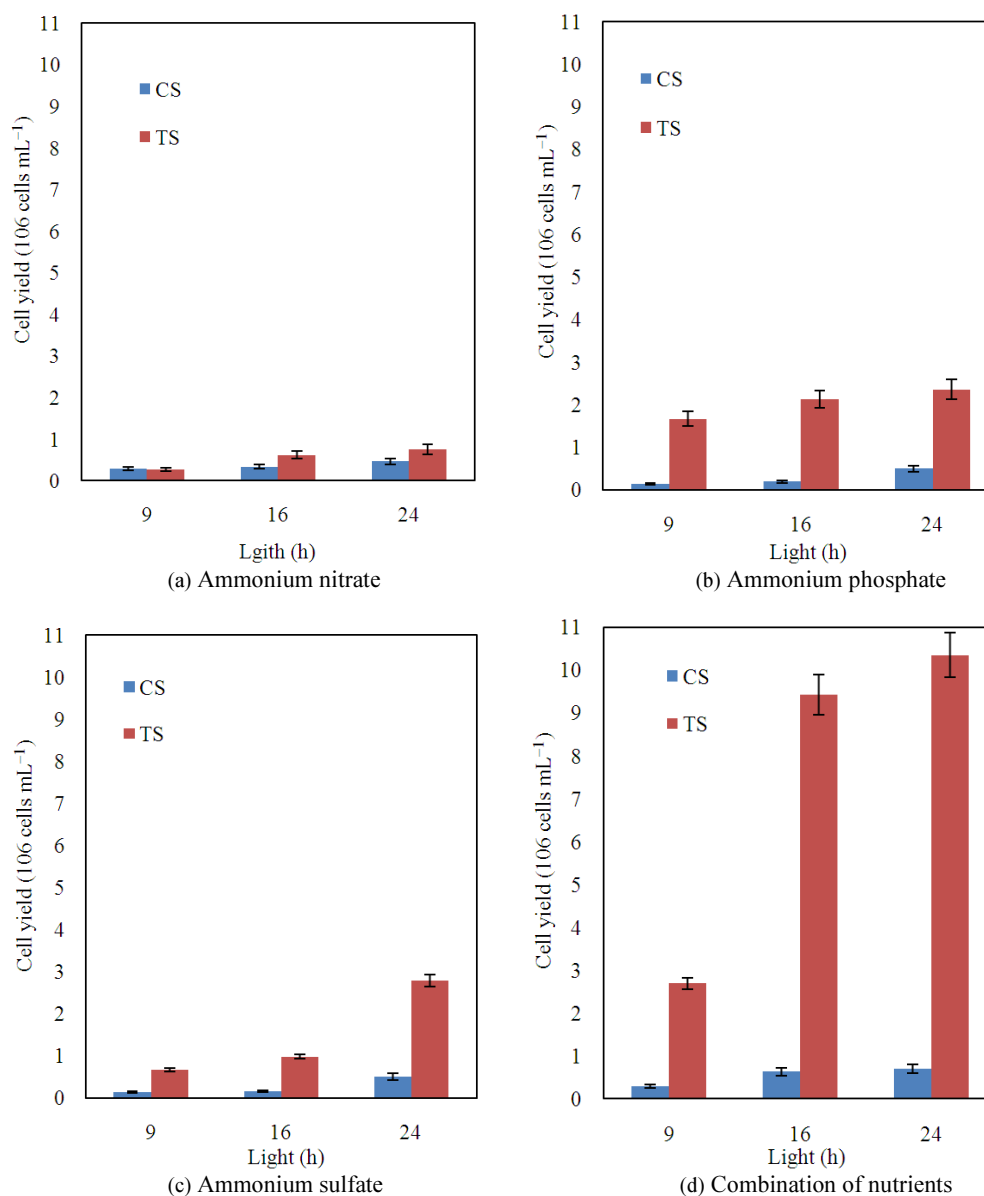 11
10
9
8
7
6
5
4
3
2
1
0
Cell yield (106 cells mL⁻¹)
CS
TS
9 16 24
Lgith (h)
(a) Ammonium nitrate
11
10
9
8
7
6
5
4
3
2
1
0
Cell yield (106 cells mL⁻¹)
CS
TS
9 16 24
Light (h)
(b) Ammonium phosphate
11
10
9
8
7
6
5
4
3
2
1
0
Cell yield (106 cells mL⁻¹)
CS
TS
9 16 24
Light (h)
(c) Ammonium sulfate
11
10
9
8
7
6
5
4
3
2
1
0
Cell yield (106 cells mL⁻¹)
CS
TS
9 16 24
Light (h)
(d) Combination of nutrients